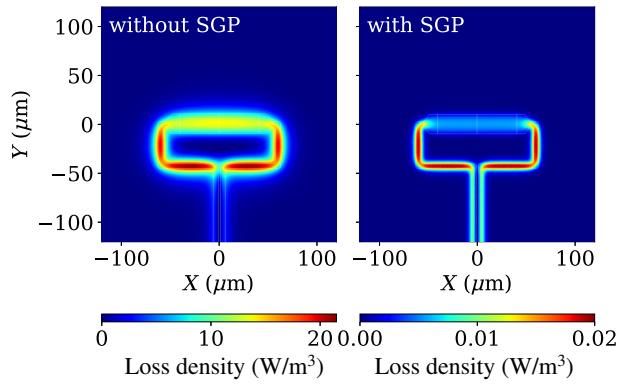 without SGP
with SGP
100
50
0
−50
−100
Y (μm)
−100 0 100
−100 0 100
X (μm)
X (μm)
0 10 20
0.00 0.01 0.02
Loss density (W/m³)
Loss density (W/m³)